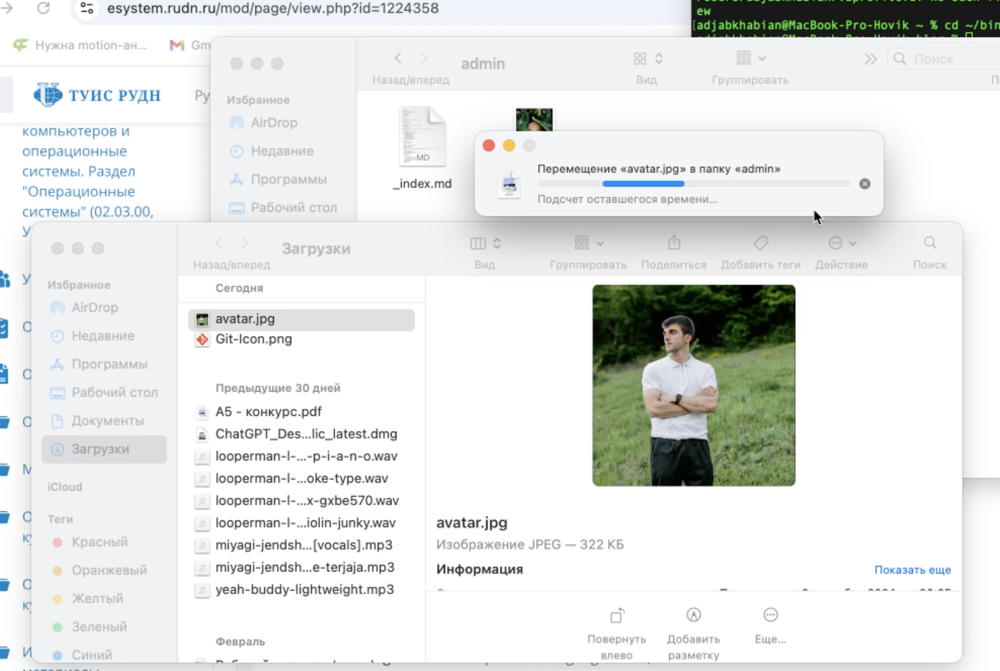 esystem.rudn.ru/mod/page/view.php?id=1224358
ew
[adjabkhabian@MacBook-Pro-Hovik ~ % cd ~/bin
Нужна motion-ан...
Gm
admin
Поиск
Назад/вперед
Вид
Группировать
ТУИС РУДН
Ру
Избранное
AirDrop
Недавние
Программы
Рабочий стол
MD
_index.md
Перемещение «avatar.jpg» в папку «admin»
Подсчет оставшегося времени...
компьютеров и
операционные
системы. Раздел
"Операционные
системы" (02.03.00,
Загрузки
Назад/вперед
Вид
Группировать
Поделиться
Добавить теги
Действие
Поиск
Избранное
AirDrop
Недавние
Программы
Рабочий стол
Документы
Загрузки
iCloud
Теги
Красный
Оранжевый
Желтый
Зеленый
Синий
Сегодня
avatar.jpg
Git-Icon.png
Предыдущие 30 дней
А5 - конкурс.pdf
ChatGPT_Des...lic_latest.dmg
looperman-l-...-p-i-a-n-o.wav
looperman-l-...oke-type.wav
looperman-l-...x-gxbe570.wav
looperman-l-...iolin-junky.wav
miyagi-jendsh...[vocals].mp3
miyagi-jendsh...e-terjaja.mp3
yeah-buddy-lightweight.mp3
Февраль
avatar.jpg
Изображение JPEG — 322 КБ
Информация
Показать еще
Повернуть влево
Добавить разметку
Еще...